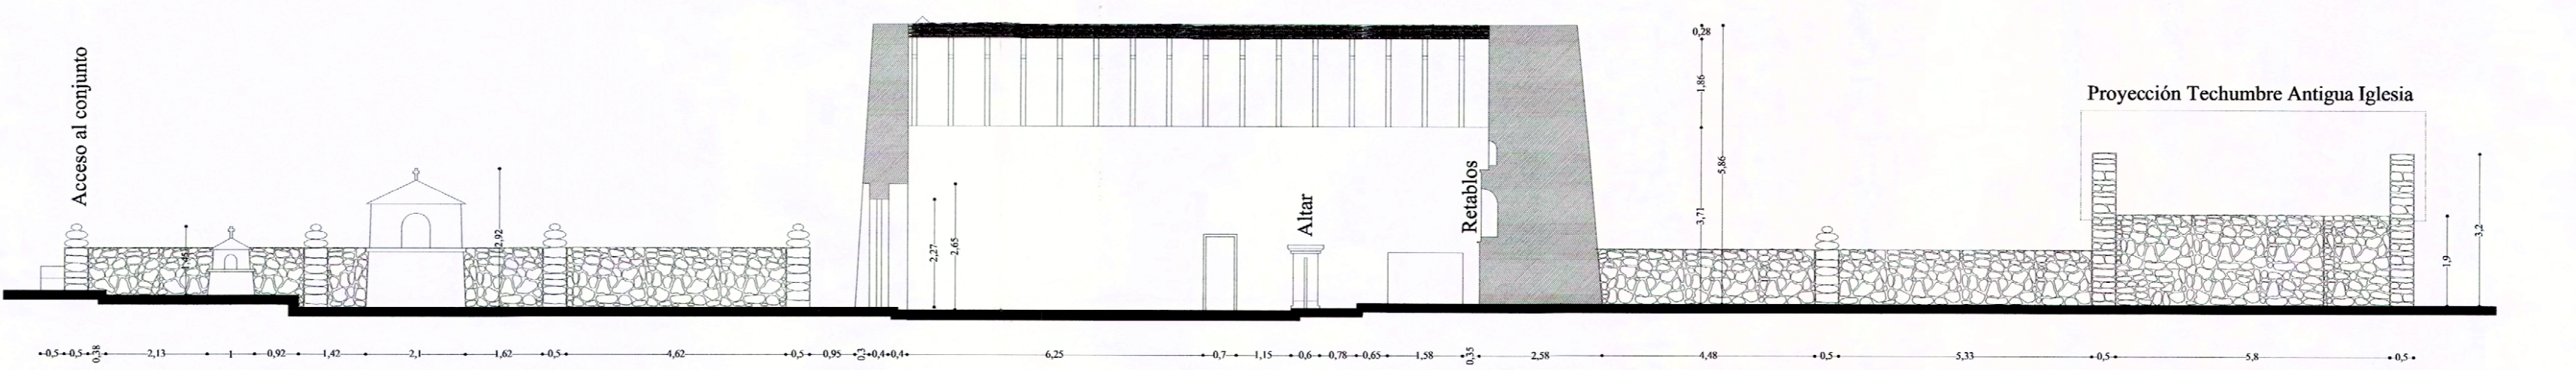 Acceso al conjunto
Proyección Techumbre Antigua Iglesia
Altar
Retablos
0,28
1,86
5,86
3,71
1,45
2,92
2,27
2,65
1,9
3,2
0,5 0,5 0,38 2,13 1 0,92 1,42 2,1 1,62 0,5 4,62 0,5 0,95 0,3 0,4 0,4 6,25 0,7 1,15 0,6 0,78 0,65 1,58 0,35 2,58 4,48 0,5 5,33 0,5 5,8 0,5